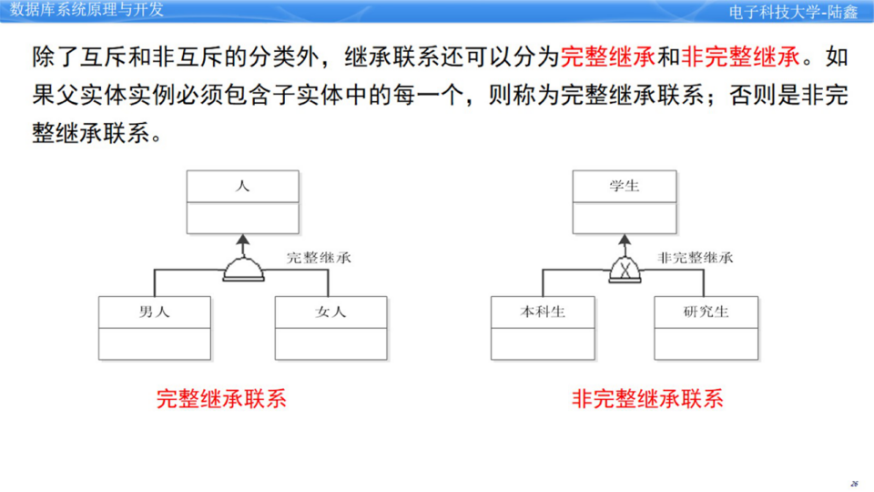 数据库系统原理与开发
电子科技大学-陆鑫
除了互斥和非互斥的分类外，继承联系还可以分为完整继承和非完整继承。如
果父实体实例必须包含子实体中的每一个，则称为完整继承联系；否则是非完
整继承联系。
人
完整继承
男人
女人
完整继承联系
学生
非完整继承
X
本科生
研究生
非完整继承联系
26